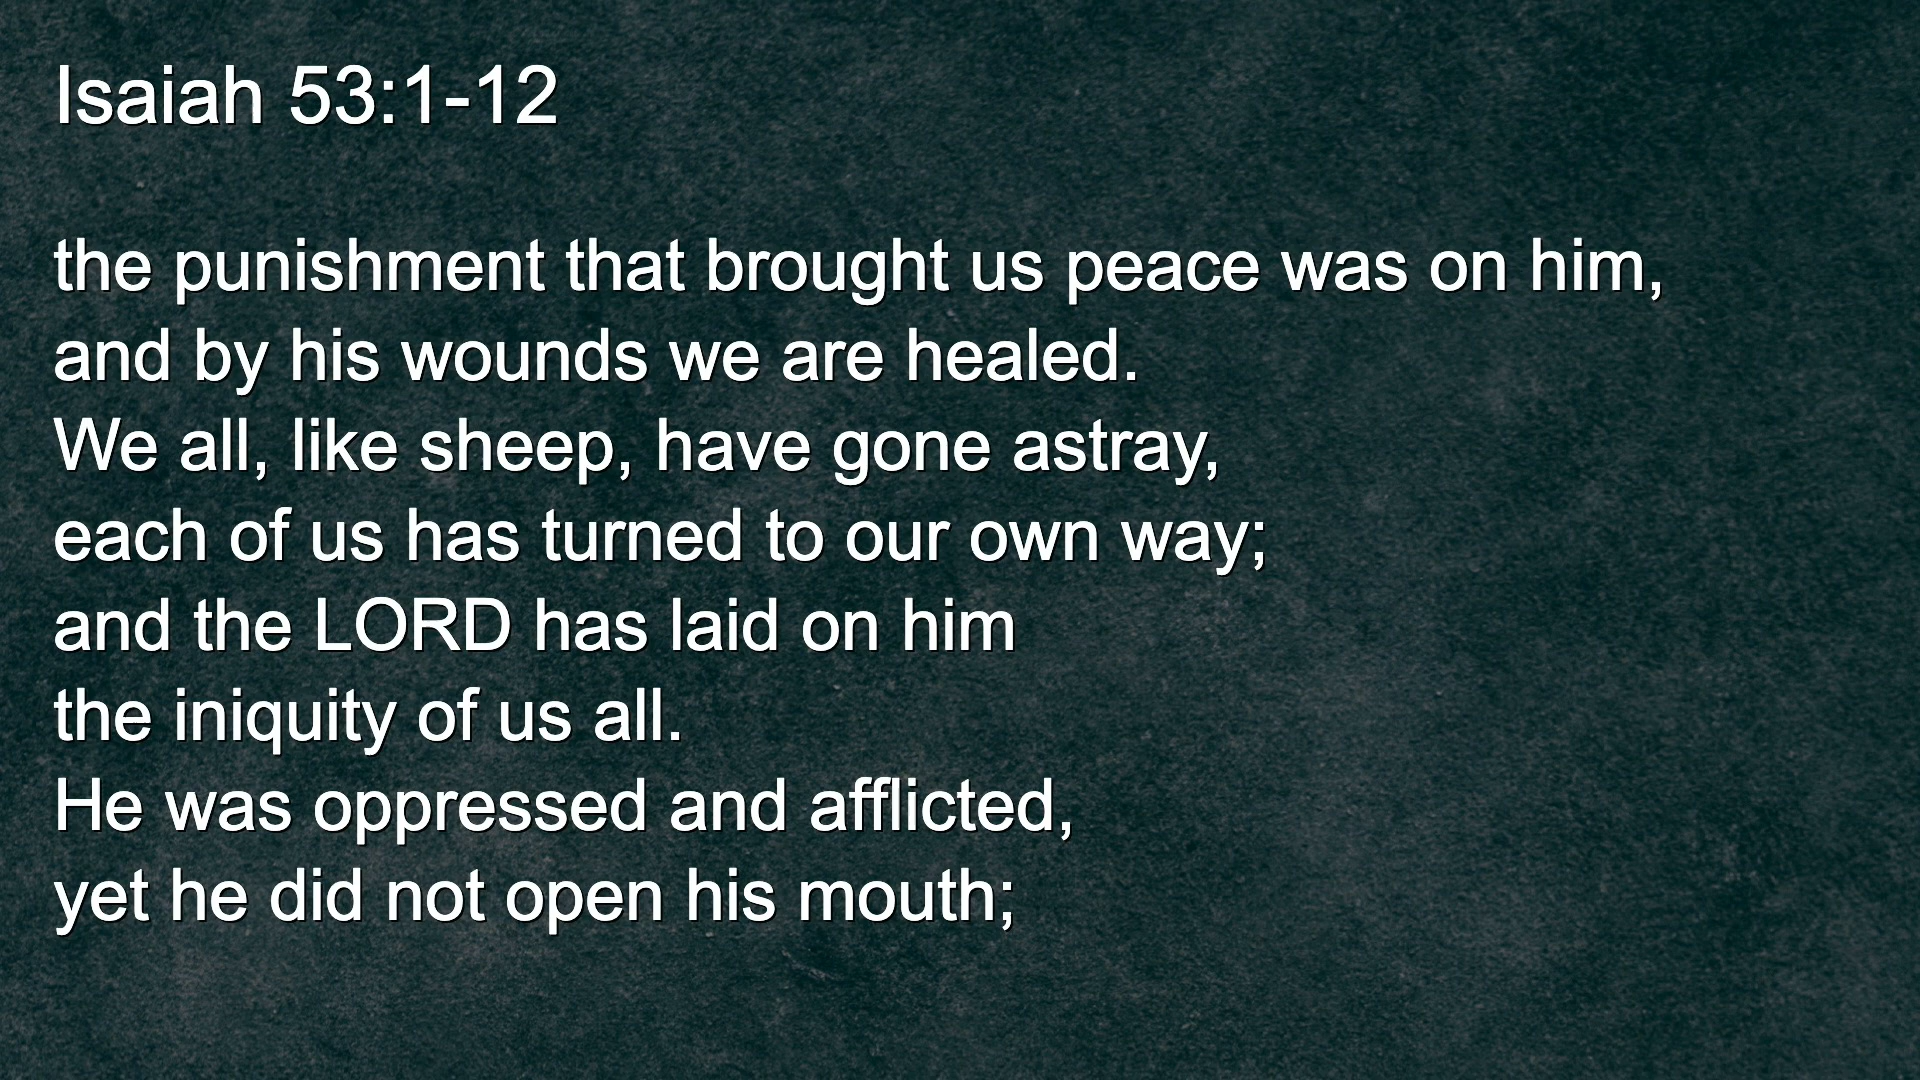 Isaiah 53:1-12
the punishment that brought us peace was on him,
and by his wounds we are healed.
We all, like sheep, have gone astray,
each of us has turned to our own way;
and the LORD has laid on him
the iniquity of us all.
He was oppressed and afflicted,
yet he did not open his mouth;